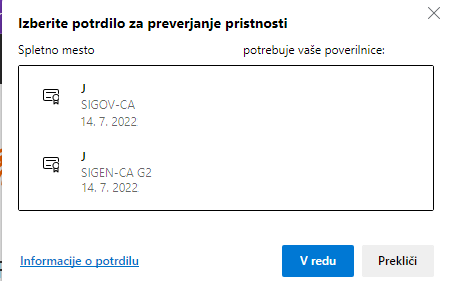 Izberite potrdilo za preverjanje pristnosti
Spletno mesto potrebuje vaše poverilnice:
J
SIGOV-CA
14. 7. 2022
J
SIGEN-CA G2
14. 7. 2022
Informacije o potrdilu
V redu
Prekliči